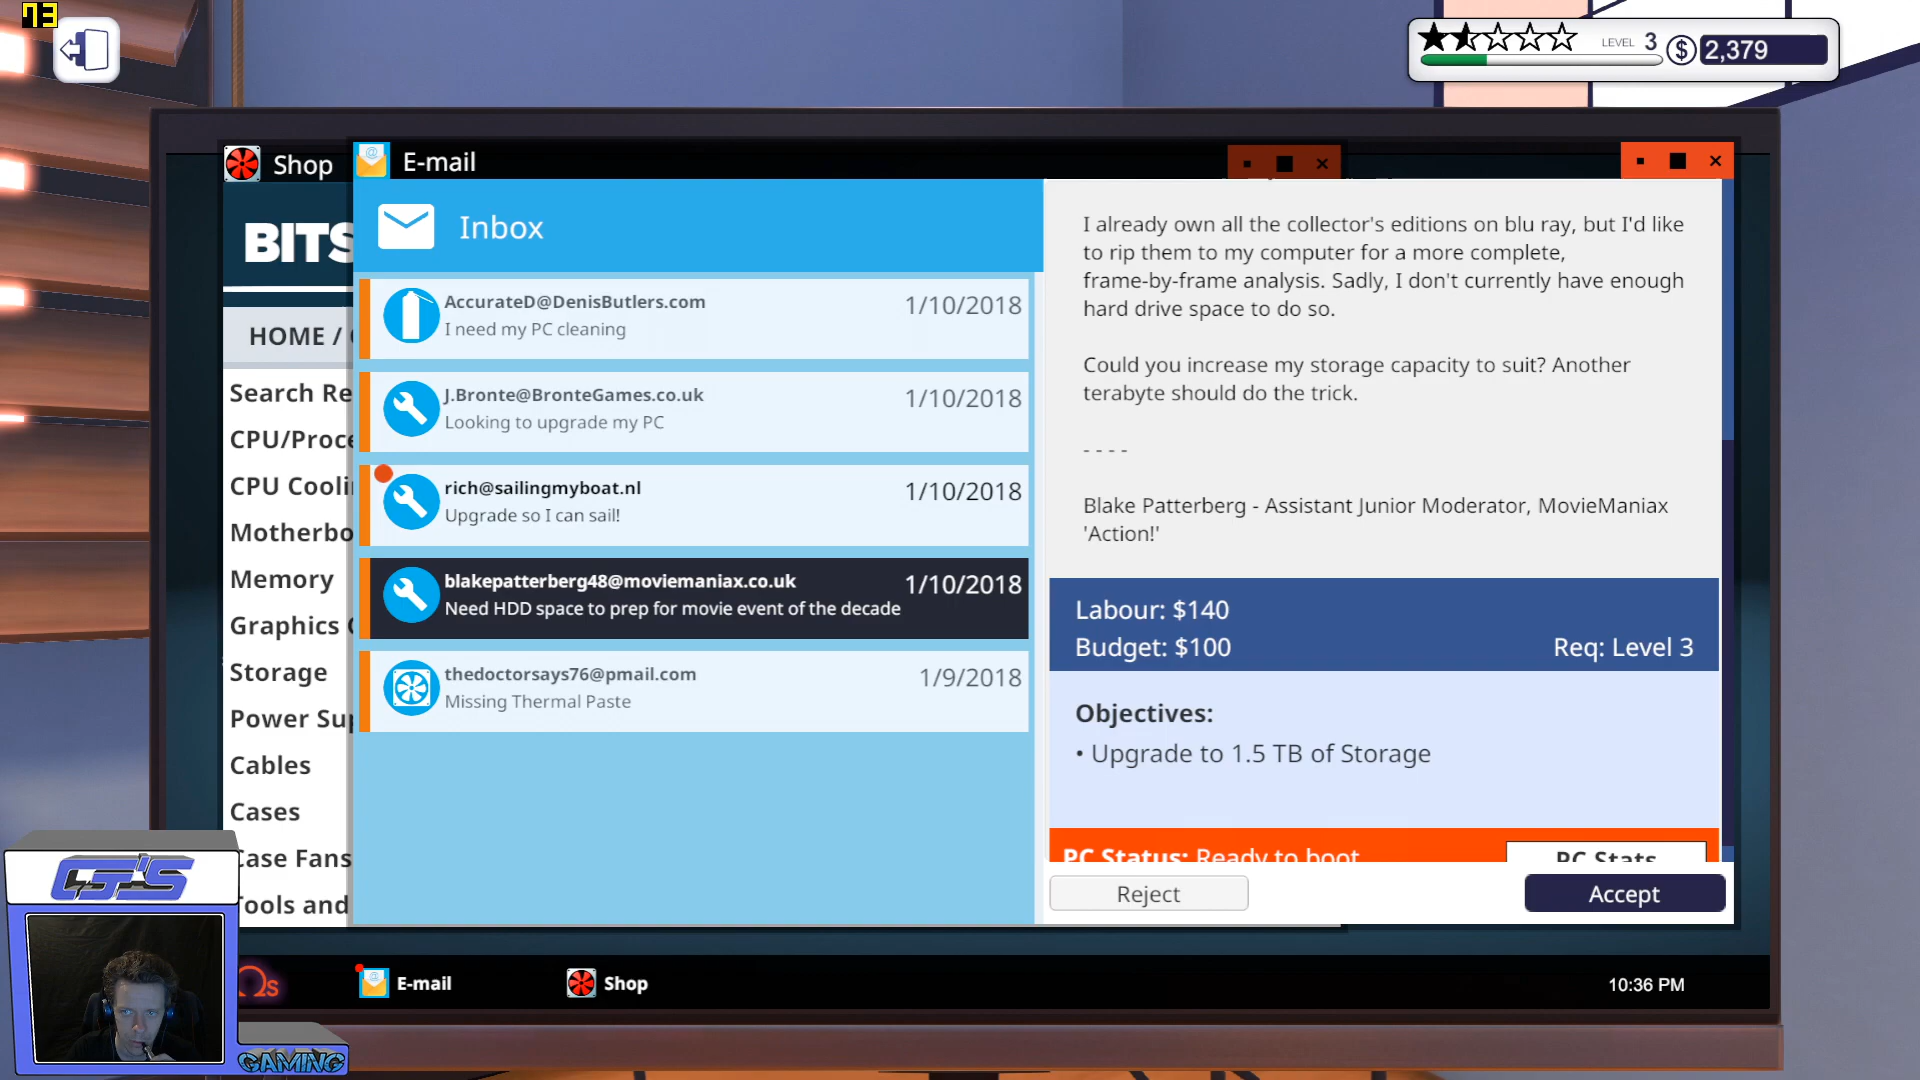 73
LEVEL 3
$ 2,379
Shop
E-mail
BITS
HOME /
Search Re
CPU/Proce
CPU Cooli
Motherbo
Memory
Graphics
Storage
Power Sup
Cables
Cases
Case Fans
Tools and
Inbox
AccurateD@DenisButlers.com 1/10/2018
I need my PC cleaning
J.Bronte@BronteGames.co.uk 1/10/2018
Looking to upgrade my PC
rich@sailingmyboat.nl 1/10/2018
Upgrade so I can sail!
blakepatterberg48@moviemaniax.co.uk 1/10/2018
Need HDD space to prep for movie event of the decade
thedoctorsays76@pmail.com 1/9/2018
Missing Thermal Paste
I already own all the collector's editions on blu ray, but I'd like
to rip them to my computer for a more complete,
frame-by-frame analysis. Sadly, I don't currently have enough
hard drive space to do so.
Could you increase my storage capacity to suit? Another
terabyte should do the trick.
- - - -
Blake Patterberg - Assistant Junior Moderator, MovieManiax
'Action!'
Labour: $140
Budget: $100 Req: Level 3
Objectives:
• Upgrade to 1.5 TB of Storage
PC Status: Ready to boot PC Stats
Reject Accept
E-mail Shop 10:36 PM
GJ'S
GAMING